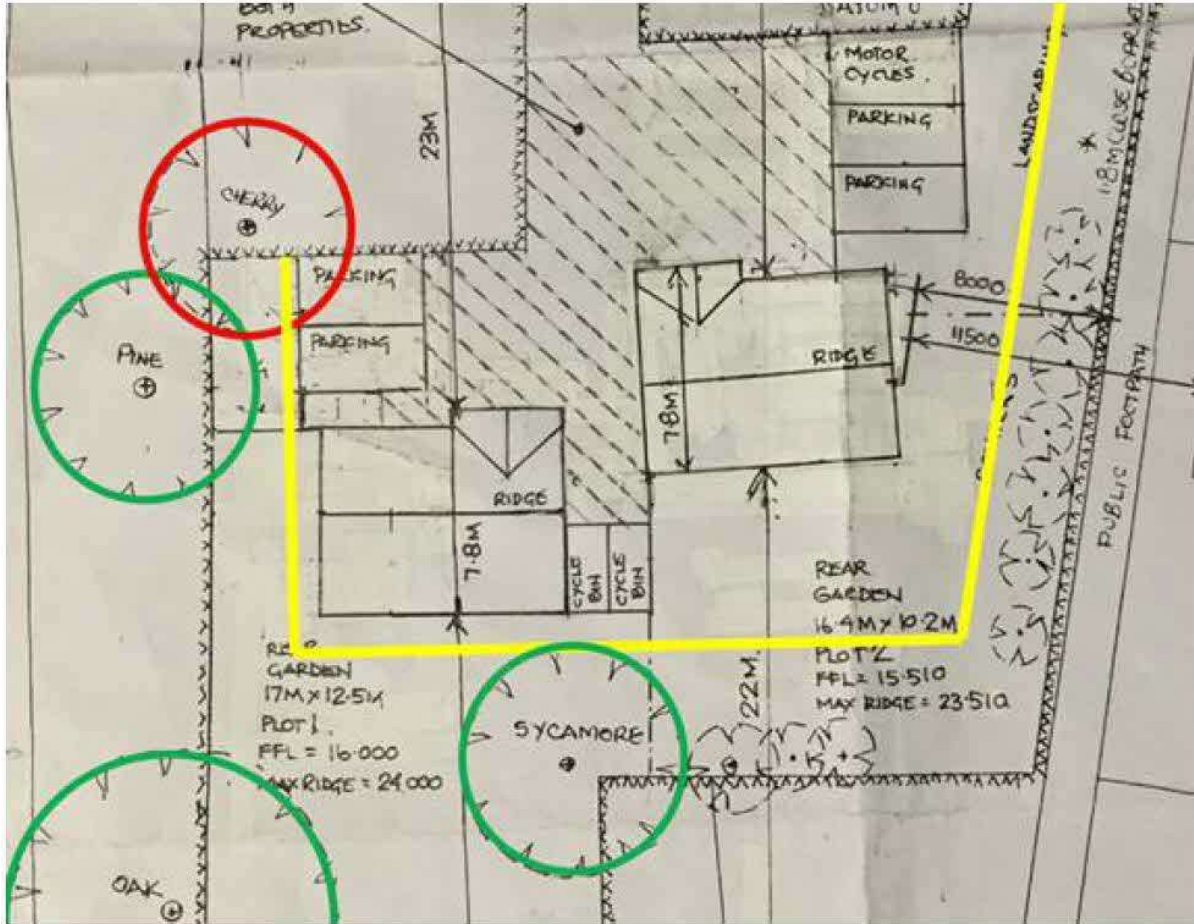 PROPERTIES.
23M
MOTOR
CYCLES.
PARKING
PARKING
CHERRY
PARKING
PARKING
PINE
8000
11500
RIDGE
7.8M
RIDGE
7.8M
CYCLE
BIN
CYCLE
BIN
PUBLIC FOOTPATH
REAR
GARDEN
16.4M X 10.2M
PLOT 2
FFL = 15.510
MAX RIDGE = 23.510
GARDEN
17M X 12.5M
PLOT 1.
FFL = 16.000
MAX RIDGE = 24.000
SYCAMORE
22M.
OAK